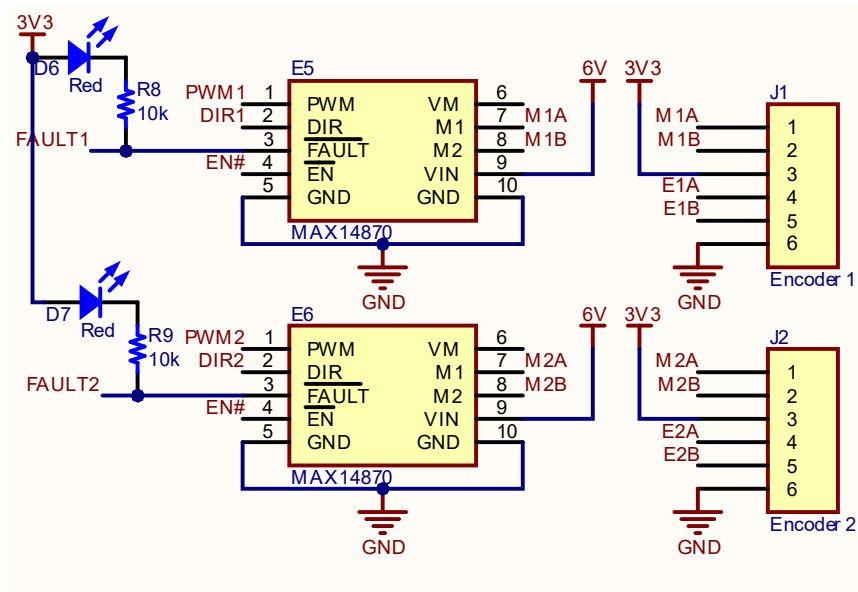 3V3
D6
Red
R8
10k
FAULT1
PWM1
DIR1
EN#
E5
1 PWM VM 6
2 DIR M1 7
3 FAULT M2 8
4 EN VIN 9
5 GND GND 10
MAX14870
GND
M1A
M1B
6V
3V3
J1
M1A 1
M1B 2
3
E1A 4
E1B 5
6
GND
Encoder 1
D7
Red
R9
10k
FAULT2
PWM2
DIR2
EN#
E6
1 PWM VM 6
2 DIR M1 7
3 FAULT M2 8
4 EN VIN 9
5 GND GND 10
MAX14870
GND
M2A
M2B
6V
3V3
J2
M2A 1
M2B 2
3
E2A 4
E2B 5
6
GND
Encoder 2